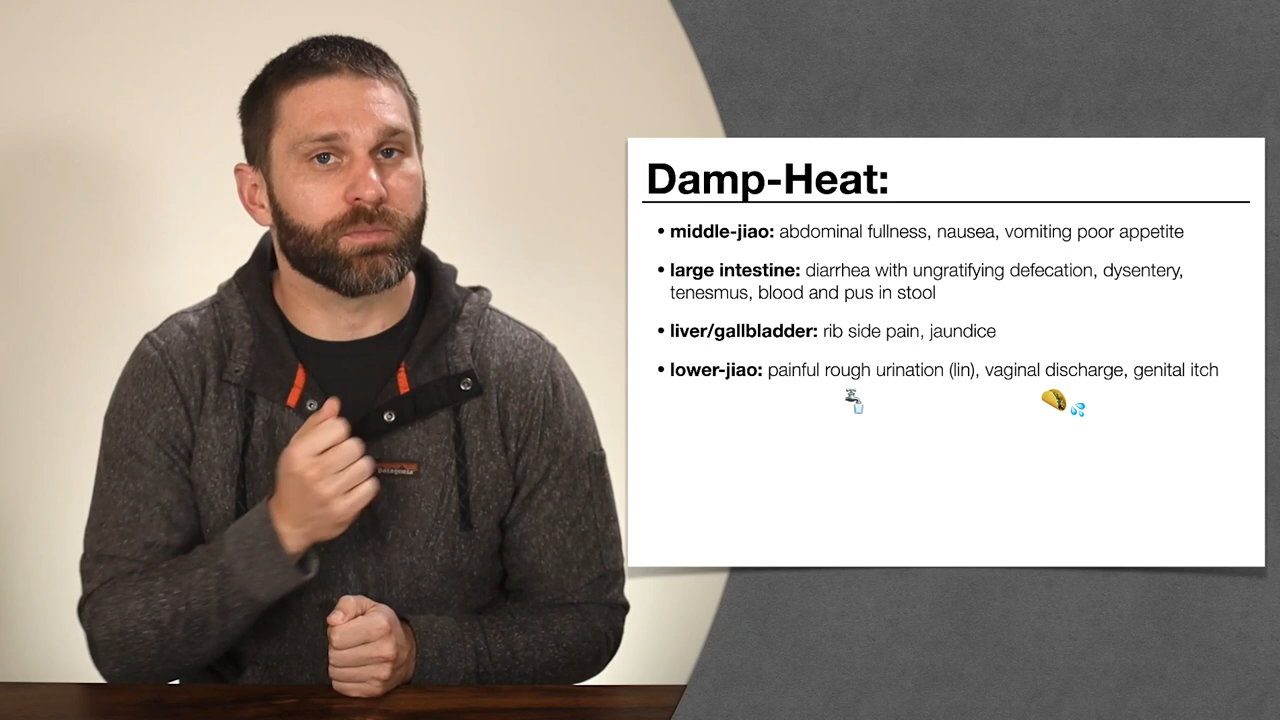 Damp-Heat:
• middle-jiao: abdominal fullness, nausea, vomiting poor appetite
• large intestine: diarrhea with ungratifying defecation, dysentery,
tenesmus, blood and pus in stool
• liver/gallbladder: rib side pain, jaundice
• lower-jiao: painful rough urination (lin), vaginal discharge, genital itch
patagonia